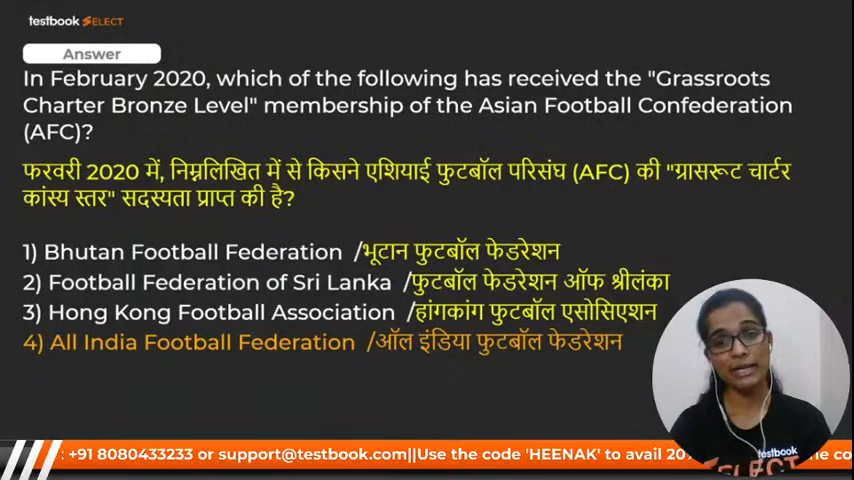 testbook SELECT
Answer
In February 2020, which of the following has received the "Grassroots
Charter Bronze Level" membership of the Asian Football Confederation
(AFC)?
फरवरी 2020 में, निम्नलिखित में से किसने एशियाई फुटबॉल परिसंघ (AFC) की "ग्रासरूट चार्टर
कांस्य स्तर" सदस्यता प्राप्त की है?
1) Bhutan Football Federation /भूटान फुटबॉल फेडरेशन
2) Football Federation of Sri Lanka /फुटबॉल फेडरेशन ऑफ श्रीलंका
3) Hong Kong Football Association /हांगकांग फुटबॉल एसोसिएशन
4) All India Football Federation /ऑल इंडिया फुटबॉल फेडरेशन
testbook
SELECT
: +91 8080433233 or support@testbook.com||Use the code 'HEENAK' to avail 20